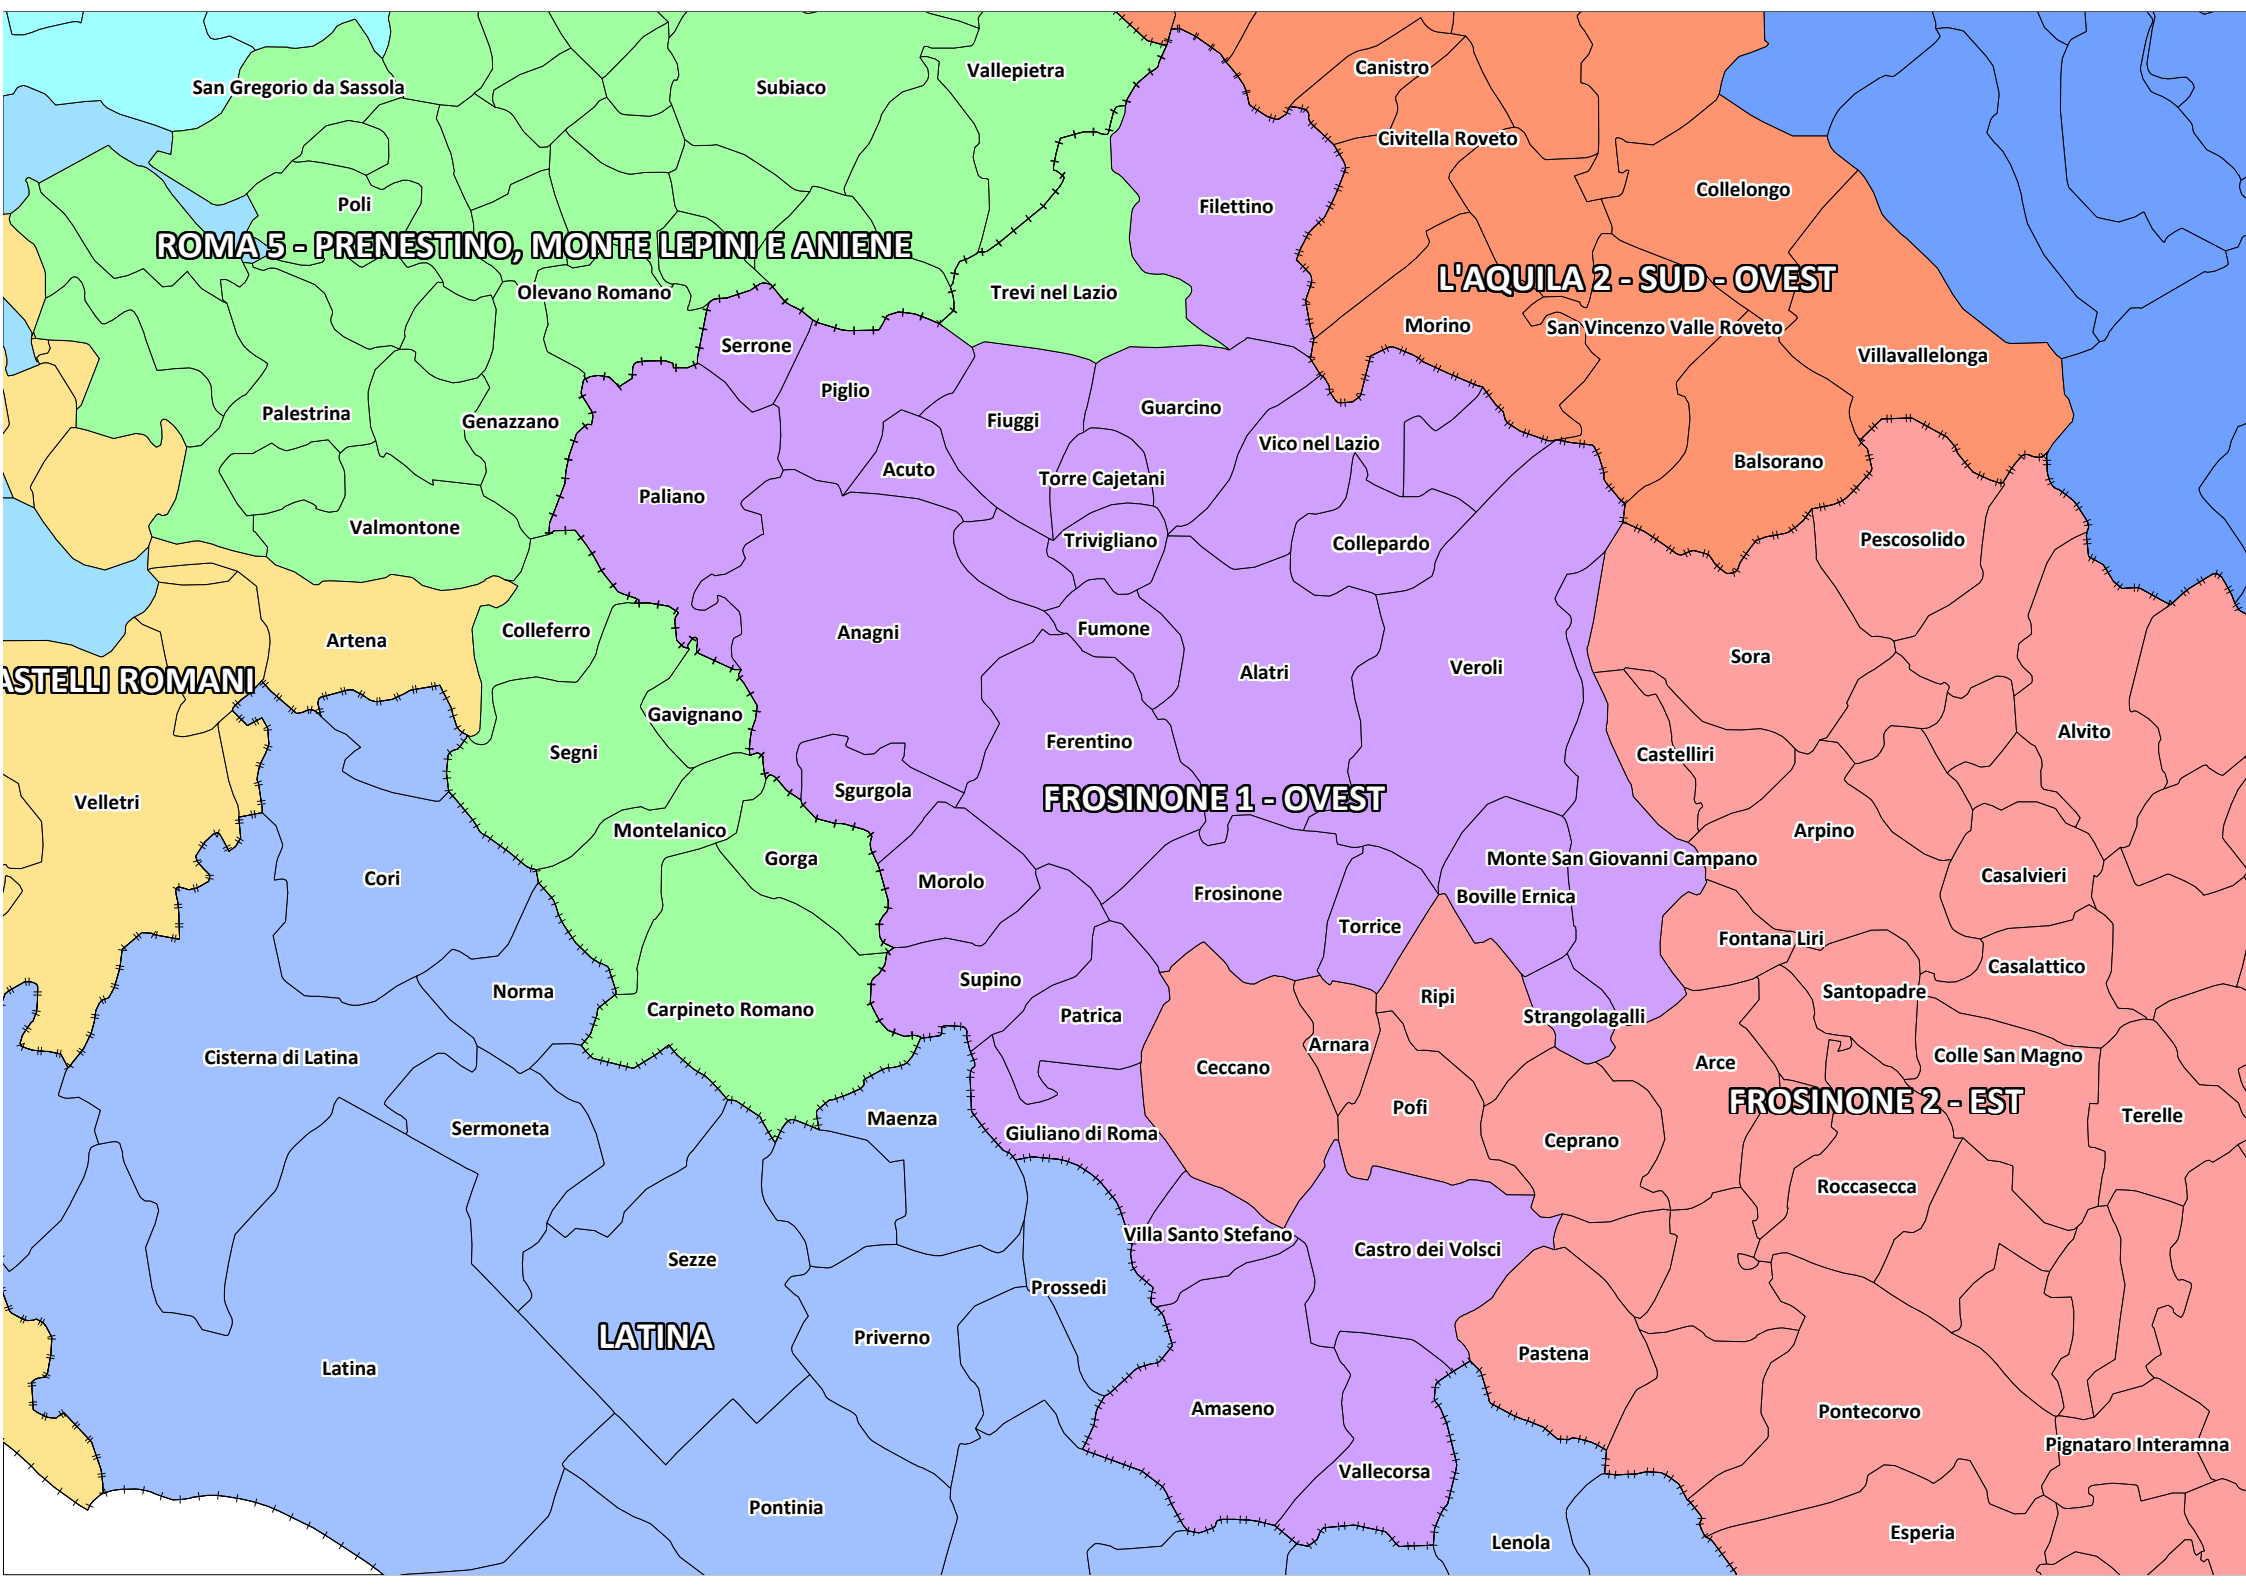 Canistro
Vallepietra
San Gregorio da Sassola
Subiaco
Civitella Roveto
Collelongo
Poli
Filettino
ROMA 5 - PRENESTINO, MONTE LEPINI E ANIENE
L'AQUILA 2 - SUD - OVEST
Olevano Romano
Trevi nel Lazio
Morino
San Vincenzo Valle Roveto
Serrone
Villavallelonga
Piglio
Palestrina
Genazzano
Fiuggi
Guarcino
Vico nel Lazio
Balsorano
Acuto
Torre Cajetani
Paliano
Valmontone
Trivigliano
Collepardo
Pescosolido
Colleferro
Artena
Anagni
Fumone
Sora
Veroli
Alatri
ASTELLI ROMANI
Gavignano
Segni
Ferentino
Castelliri
Alvito
Velletri
Sgurgola
FROSINONE 1 - OVEST
Montelanico
Arpino
Gorga
Monte San Giovanni Campano
Cori
Morolo
Frosinone
Boville Ernica
Casalvieri
Torrice
Fontana Liri
Casalattico
Norma
Supino
Ripi
Santopadre
Carpineto Romano
Patrica
Strangolagalli
Arnara
Cisterna di Latina
Ceccano
Arce
Colle San Magno
FROSINONE 2 - EST
Pofi
Terelle
Maenza
Sermoneta
Giuliano di Roma
Ceprano
Roccasecca
Villa Santo Stefano
Castro dei Volsci
Sezze
Prossedi
LATINA
Priverno
Pastena
Latina
Amaseno
Pontecorvo
Pignataro Interamna
Vallecorsa
Pontinia
Esperia
Lenola